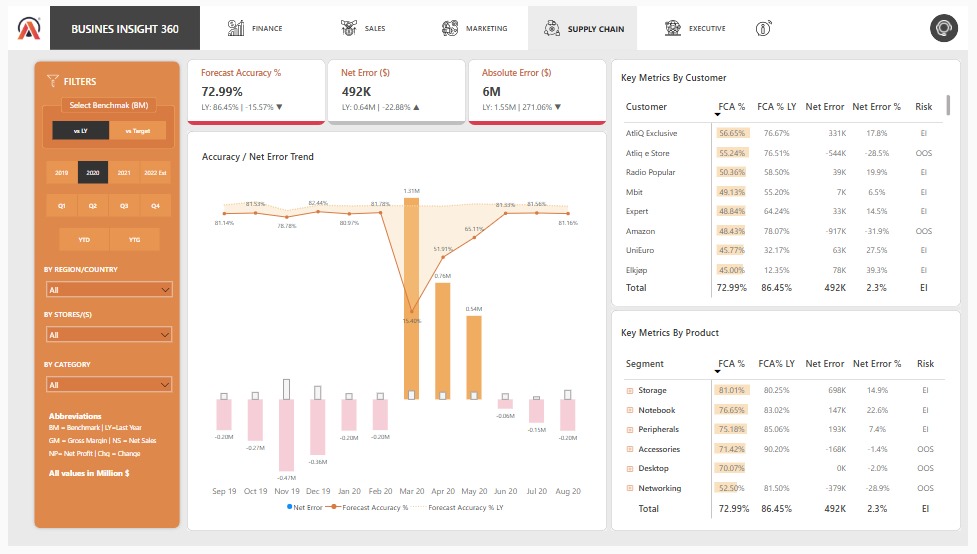 BUSINES INSIGHT 360
FINANCE
SALES
MARKETING
SUPPLY CHAIN
EXECUTIVE
FILTERS
Select Benchmak (BM)
vs LY
vs Target
2019
2020
2021
2022 Est
Q1
Q2
Q3
Q4
YTD
YTG
BY REGION/COUNTRY
All
BY STORES/(S)
All
BY CATEGORY
All
Abbreviations
BM = Benchmark | LY=Last Year
GM = Gross Margin | NS = Net Sales
NP= Net Profit | Chg = Change
All values in Million $
Forecast Accuracy %
72.99%
LY: 86.45% | -15.57% ▼
Net Error ($)
492K
LY: 0.64M | -22.88% ▲
Absolute Error ($)
6M
LY: 1.55M | 271.06% ▼
Accuracy / Net Error Trend
1.31M
81.14%
81.53%
78.78%
82.44%
80.97%
81.78%
15.40%
51.91%
65.11%
81.33%
81.56%
81.16%
0.76M
0.54M
-0.20M
-0.27M
-0.47M
-0.36M
-0.20M
-0.20M
-0.06M
-0.15M
-0.20M
Sep 19 Oct 19 Nov 19 Dec 19 Jan 20 Feb 20 Mar 20 Apr 20 May 20 Jun 20 Jul 20 Aug 20
Net Error Forecast Accuracy % Forecast Accuracy % LY
Key Metrics By Customer
Customer FCA % FCA % LY Net Error Net Error % Risk
AtliQ Exclusive 56.65% 76.67% 331K 17.8% EI
Atliq e Store 55.24% 76.51% -544K -28.5% OOS
Radio Popular 50.36% 58.50% 39K 19.9% EI
Mbit 49.13% 55.20% 7K 6.5% EI
Expert 48.84% 64.24% 33K 14.5% EI
Amazon 48.43% 78.07% -917K -31.9% OOS
UniEuro 45.77% 32.17% 63K 27.5% EI
Elkjøp 45.00% 12.35% 78K 39.3% EI
Total 72.99% 86.45% 492K 2.3% EI
Key Metrics By Product
Segment FCA % FCA% LY Net Error Net Error % Risk
Storage 81.01% 80.25% 698K 14.9% EI
Notebook 76.65% 83.02% 147K 22.6% EI
Peripherals 75.18% 85.06% 193K 7.4% EI
Accessories 71.42% 90.20% -168K -1.4% OOS
Desktop 70.07% 0K -2.0% OOS
Networking 52.50% 81.50% -379K -28.9% OOS
Total 72.99% 86.45% 492K 2.3% EI